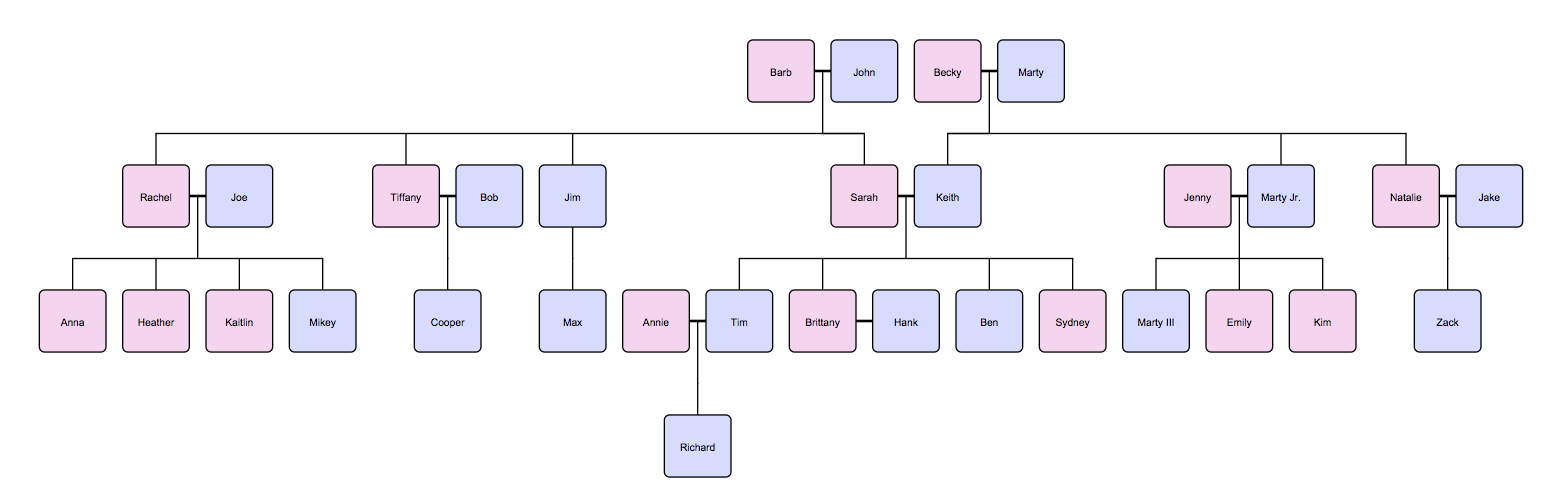 Barb
John
Becky
Marty
Rachel
Joe
Tiffany
Bob
Jim
Sarah
Keith
Jenny
Marty Jr.
Natalie
Jake
Anna
Heather
Kaitlin
Mikey
Cooper
Max
Annie
Tim
Brittany
Hank
Ben
Sydney
Marty III
Emily
Kim
Zack
Richard